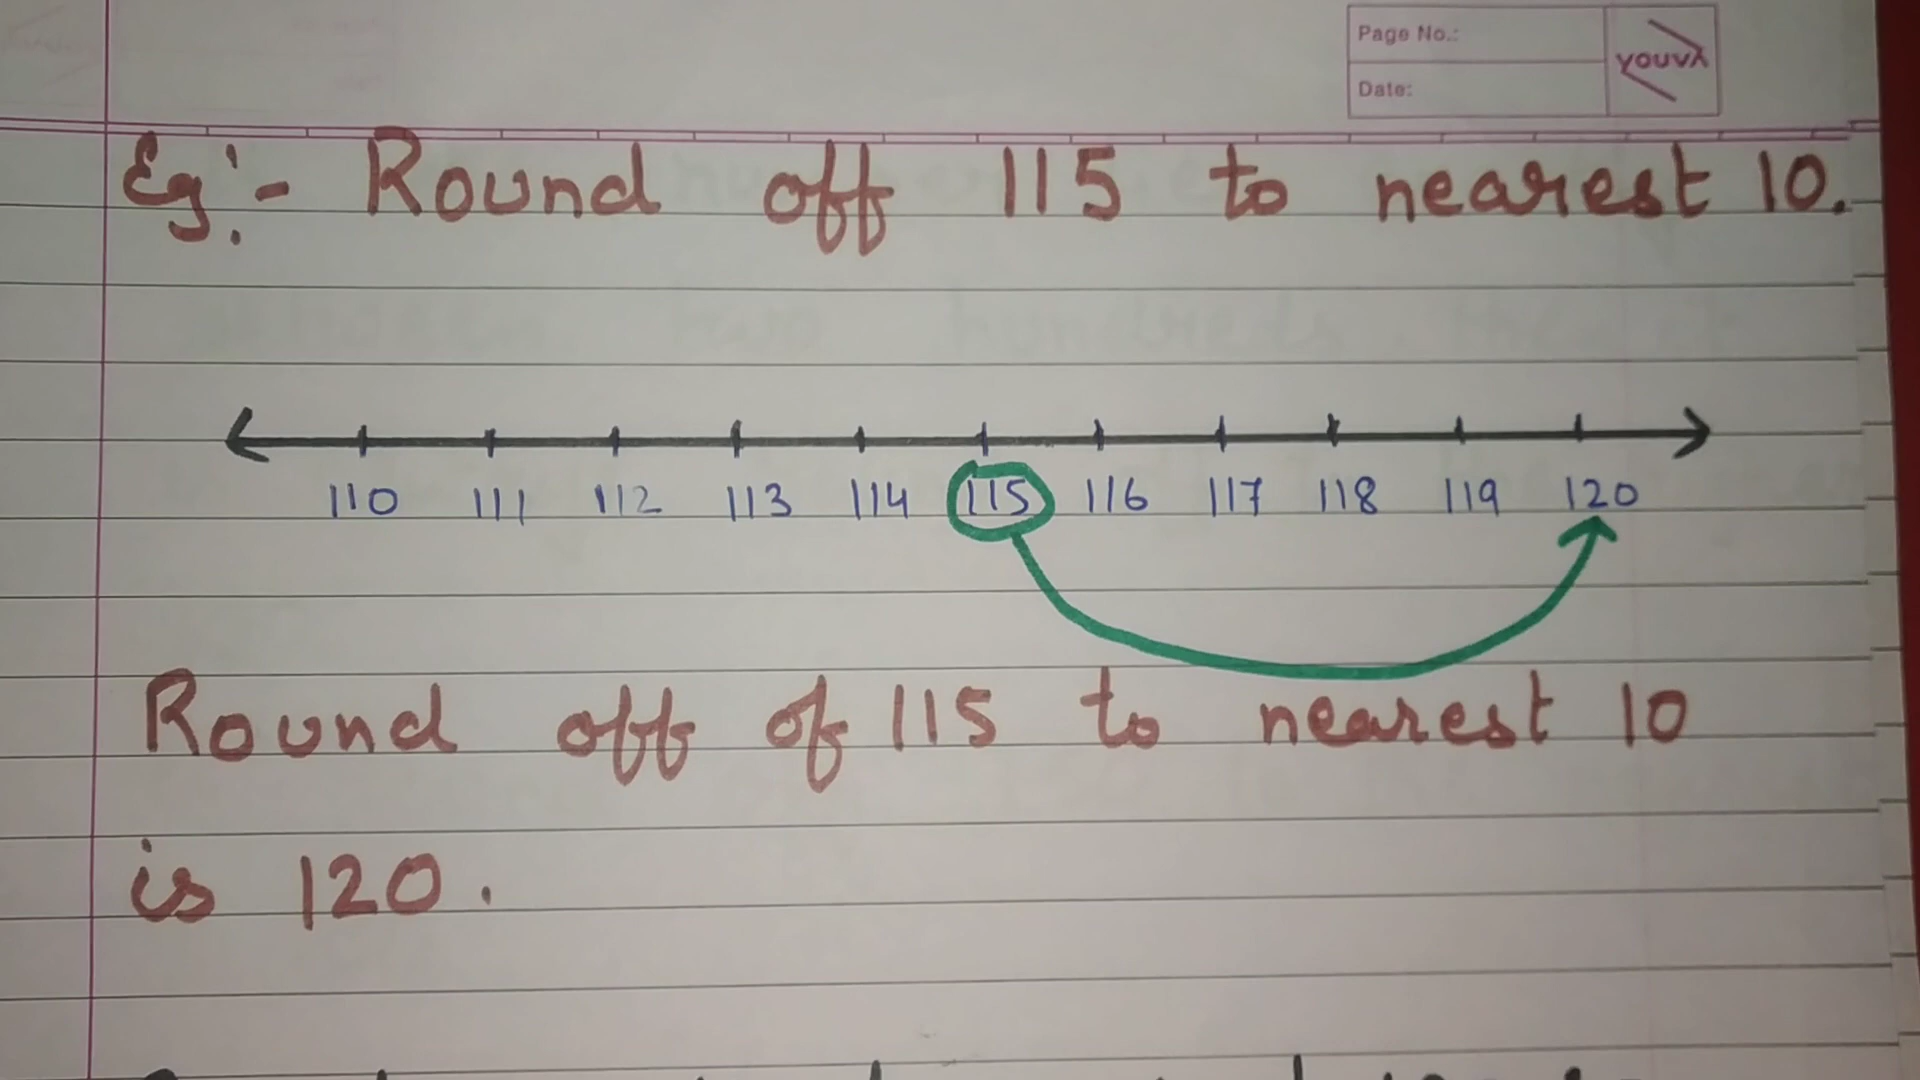 Page No.:
Date:
youva
Eg:- Round off 115 to nearest 10.
110 111 112 113 114 115 116 117 118 119 120
Round off of 115 to nearest 10
is 120.